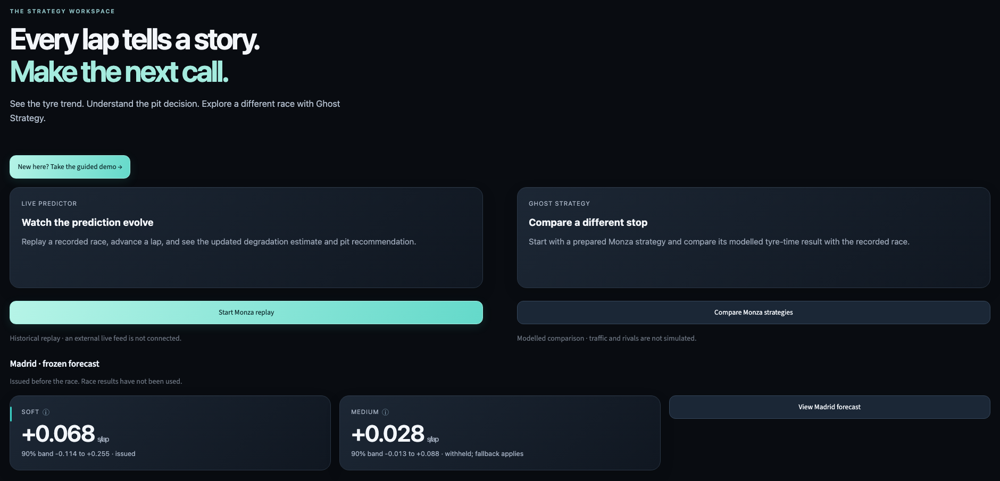 THE STRATEGY WORKSPACE
Every lap tells a story.
Make the next call.
See the tyre trend. Understand the pit decision. Explore a different race with Ghost
Strategy.
New here? Take the guided demo →
LIVE PREDICTOR
Watch the prediction evolve
Replay a recorded race, advance a lap, and see the updated degradation estimate and pit recommendation.
Start Monza replay
Historical replay · an external live feed is not connected.
GHOST STRATEGY
Compare a different stop
Start with a prepared Monza strategy and compare its modelled tyre-time result with the recorded race.
Compare Monza strategies
Modelled comparison · traffic and rivals are not simulated.
Madrid · frozen forecast
Issued before the race. Race results have not been used.
SOFT ⓘ
+0.068 s/lap
90% band -0.114 to +0.255 · issued
MEDIUM ⓘ
+0.028 s/lap
90% band -0.013 to +0.088 · withheld; fallback applies
View Madrid forecast